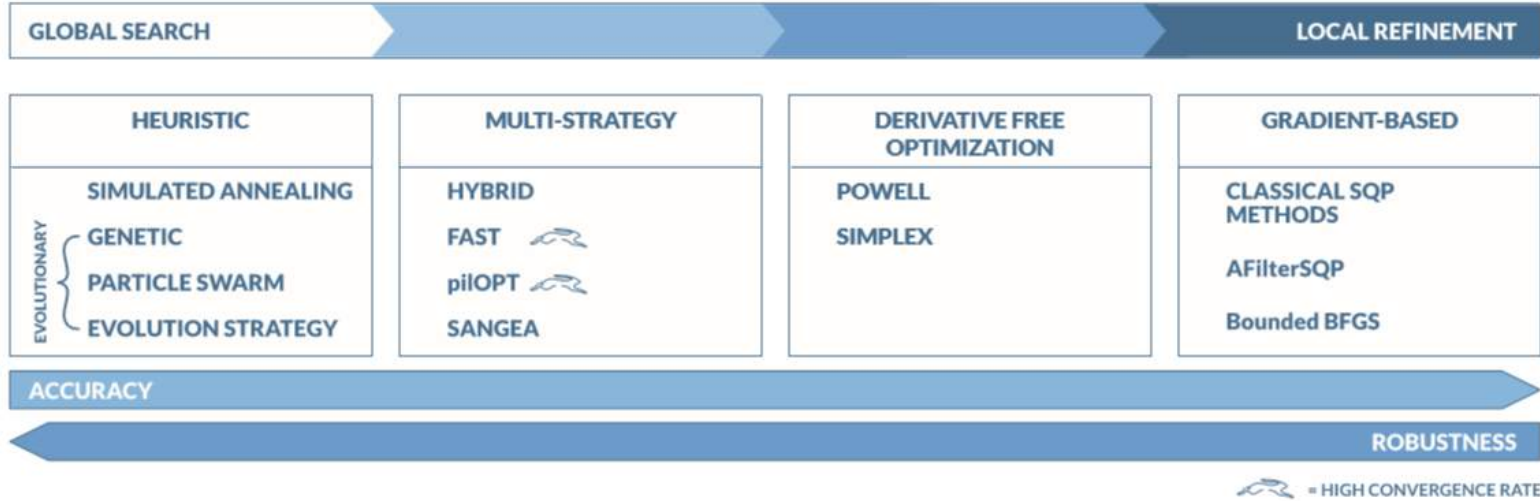 GLOBAL SEARCH
LOCAL REFINEMENT
HEURISTIC
SIMULATED ANNEALING
EVOLUTIONARY
GENETIC
PARTICLE SWARM
EVOLUTION STRATEGY
MULTI-STRATEGY
HYBRID
FAST
pilOPT
SANGEA
DERIVATIVE FREE
OPTIMIZATION
POWELL
SIMPLEX
GRADIENT-BASED
CLASSICAL SQP
METHODS
AFilterSQP
Bounded BFGS
ACCURACY
ROBUSTNESS
= HIGH CONVERGENCE RATE